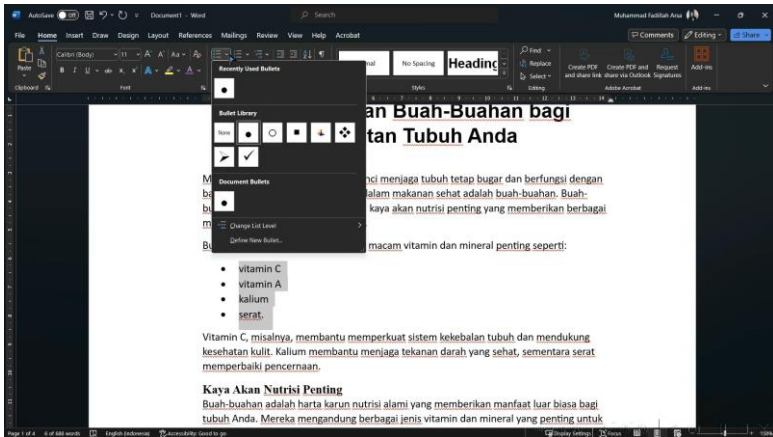 AutoSave Off Document1 - Word Search Muhammad Fadillah Arsa
File Home Insert Draw Design Layout References Mailings Review View Help Acrobat Comments Editing Share
Paste
Calibri (Body) 11
No Spacing
Heading
Find
Replace
Select
Create PDF and share link
Create PDF and share via Outlook
Request Signatures
Add-ins
Clipboard Font Styles Editing Adobe Acrobat Add-ins
Recently Used Bullets
Bullet Library
None
Document Bullets
Change List Level
Define New Bullet...
an Buah-Buahan bagi
tan Tubuh Anda
nci menjaga tubuh tetap bugar dan berfungsi dengan
dalam makanan sehat adalah buah-buahan. Buah-
kaya akan nutrisi penting yang memberikan berbagai
macam vitamin dan mineral penting seperti:
• vitamin C
• vitamin A
• kalium
• serat.
Vitamin C, misalnya, membantu memperkuat sistem kekebalan tubuh dan mendukung
kesehatan kulit. Kalium membantu menjaga tekanan darah yang sehat, sementara serat
memperbaiki pencernaan.
Kaya Akan Nutrisi Penting
Buah-buahan adalah harta karun nutrisi alami yang memberikan manfaat luar biasa bagi
tubuh Anda. Mereka mengandung berbagai jenis vitamin dan mineral yang penting untuk
Page 1 of 4 6 of 680 words English (Indonesia) Accessibility: Good to go Display Settings Focus